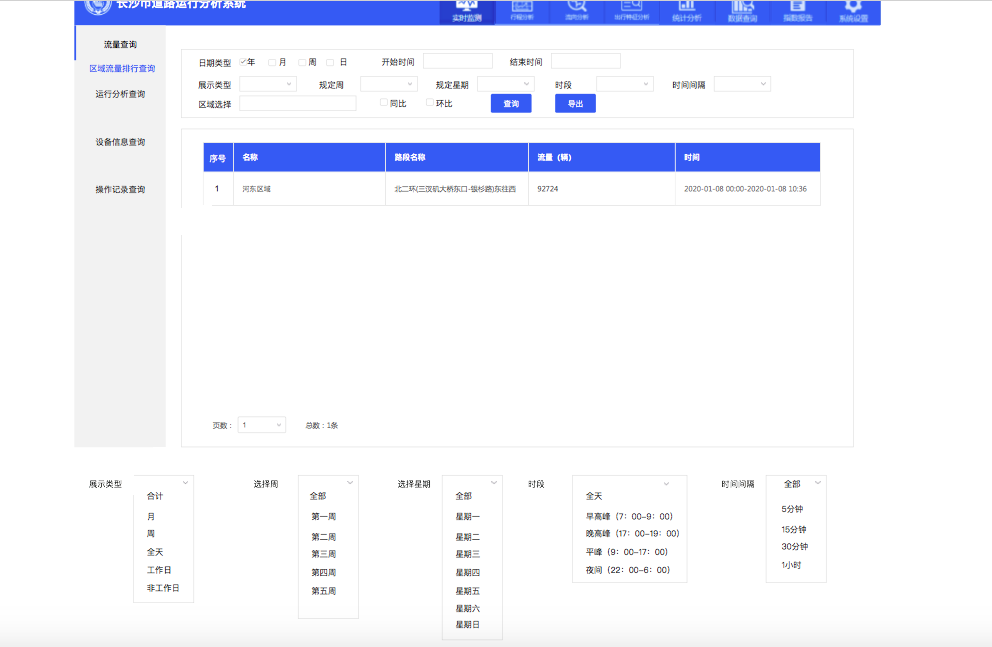 长沙市道路运行分析系统
实时监测 行程分析 流向分析 出行特征分析 统计分析 数据查询 指数报告 系统设置
流量查询
区域流量排行查询
运行分析查询
设备信息查询
操作记录查询
日期类型 年 月 周 日 开始时间 结束时间
展示类型 规定周 规定星期 时段 时间间隔
区域选择 同比 环比 查询 导出
序号 名称 路段名称 流量（辆） 时间
1 河东区域 北二环(三汊矶大桥东口-银杉路)东往西 92724 2020-01-08 00:00-2020-01-08 10:36
页数： 1 总数：1条
展示类型
合计
月
周
全天
工作日
非工作日
选择周
全部
第一周
第二周
第三周
第四周
第五周
选择星期
全部
星期一
星期二
星期三
星期四
星期五
星期六
星期日
时段
全天
早高峰（7：00-9：00）
晚高峰（17：00-19：00）
平峰（9：00-17：00）
夜间（22：00-6：00）
时间间隔
全部
5分钟
15分钟
30分钟
1小时